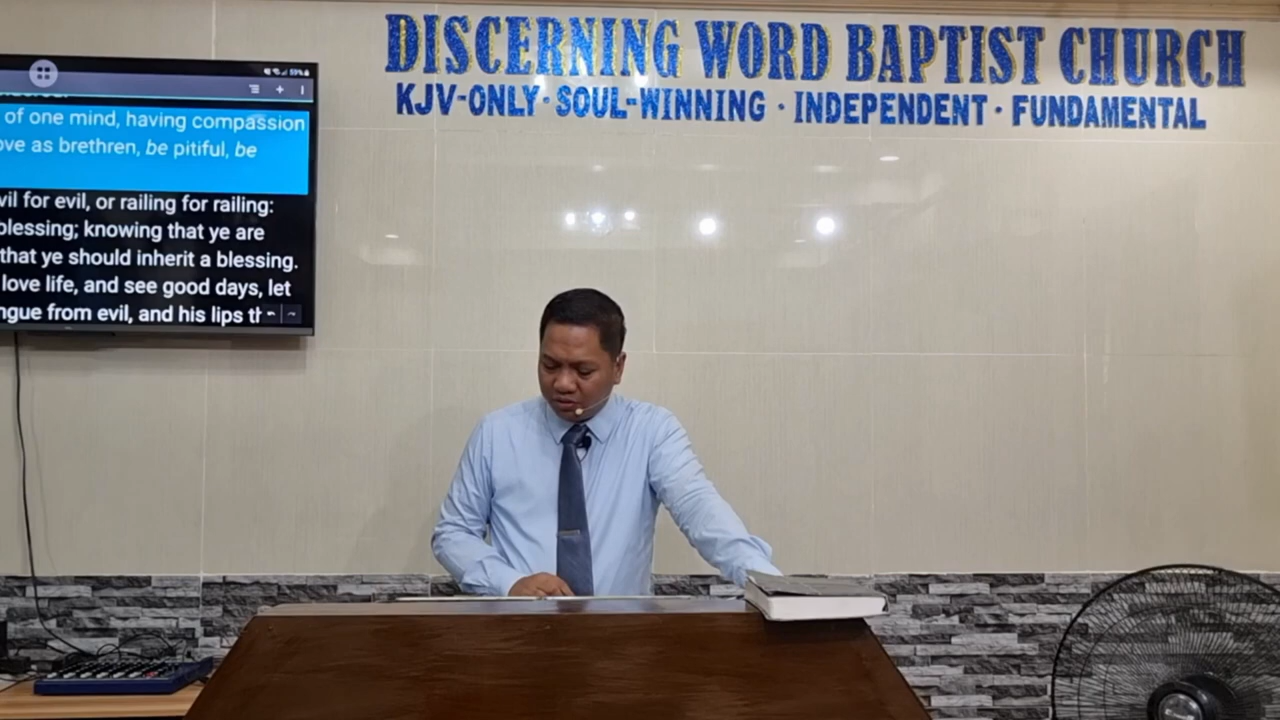 DISCERNING WORD BAPTIST CHURCH
KJV-ONLY · SOUL-WINNING · INDEPENDENT · FUNDAMENTAL
59%
of one mind, having compassion
ove as brethren, be pitiful, be
vil for evil, or railing for railing:
blessing; knowing that ye are
that ye should inherit a blessing.
love life, and see good days, let
ngue from evil, and his lips th